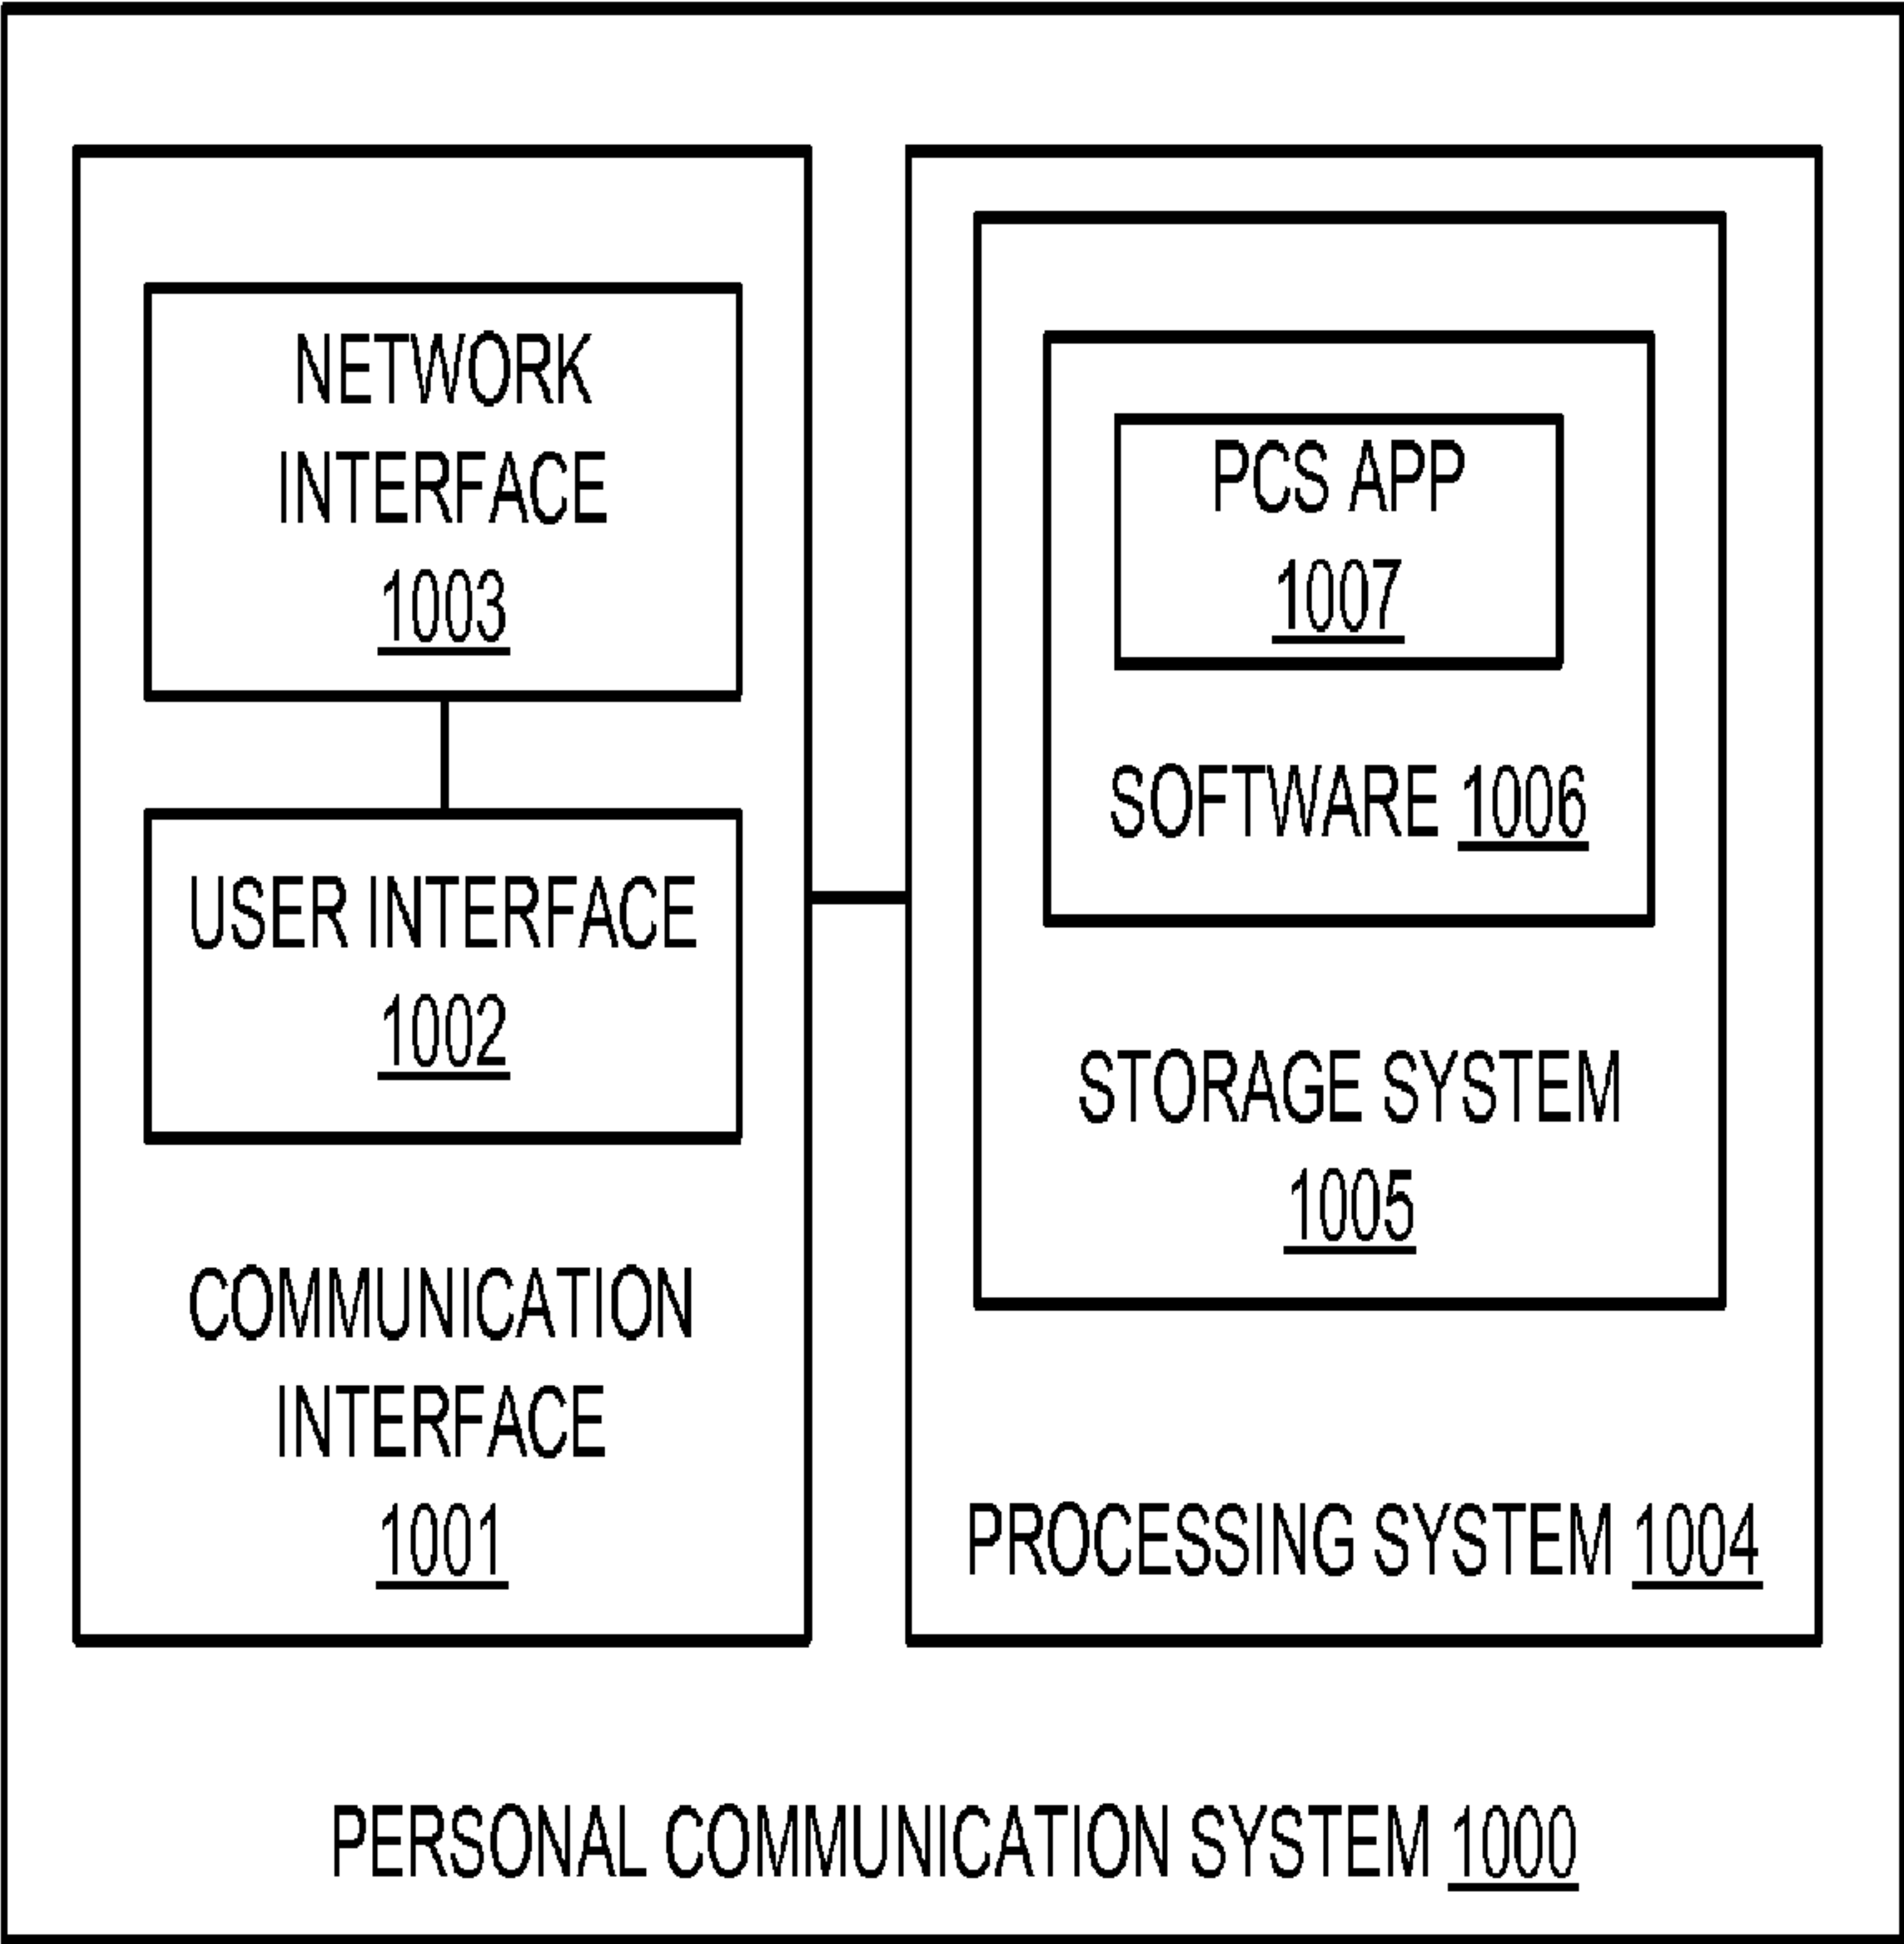 NETWORK
INTERFACE
1003
USER INTERFACE
1002
COMMUNICATION
INTERFACE
1001
PCS APP
1007
SOFTWARE 1006
STORAGE SYSTEM
1005
PROCESSING SYSTEM 1004
PERSONAL COMMUNICATION SYSTEM 1000